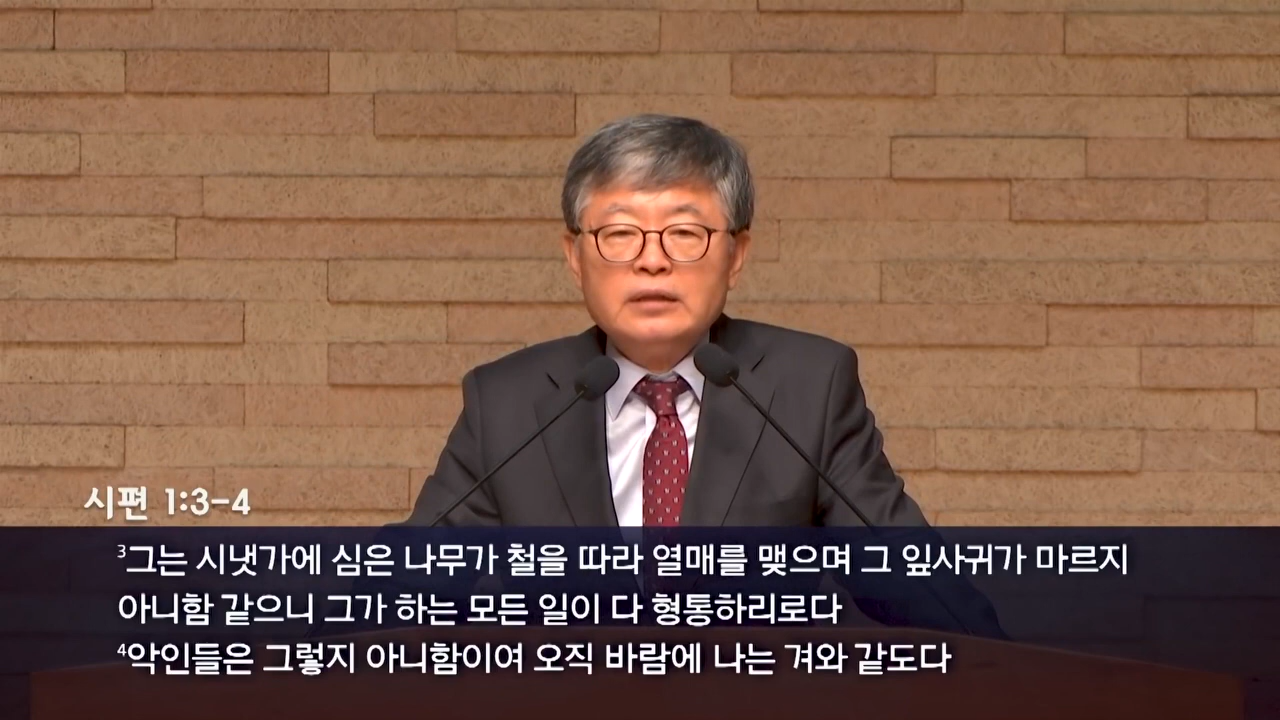 시편 1:3-4
³그는 시냇가에 심은 나무가 철을 따라 열매를 맺으며 그 잎사귀가 마르지
아니함 같으니 그가 하는 모든 일이 다 형통하리로다
⁴악인들은 그렇지 아니함이여 오직 바람에 나는 겨와 같도다